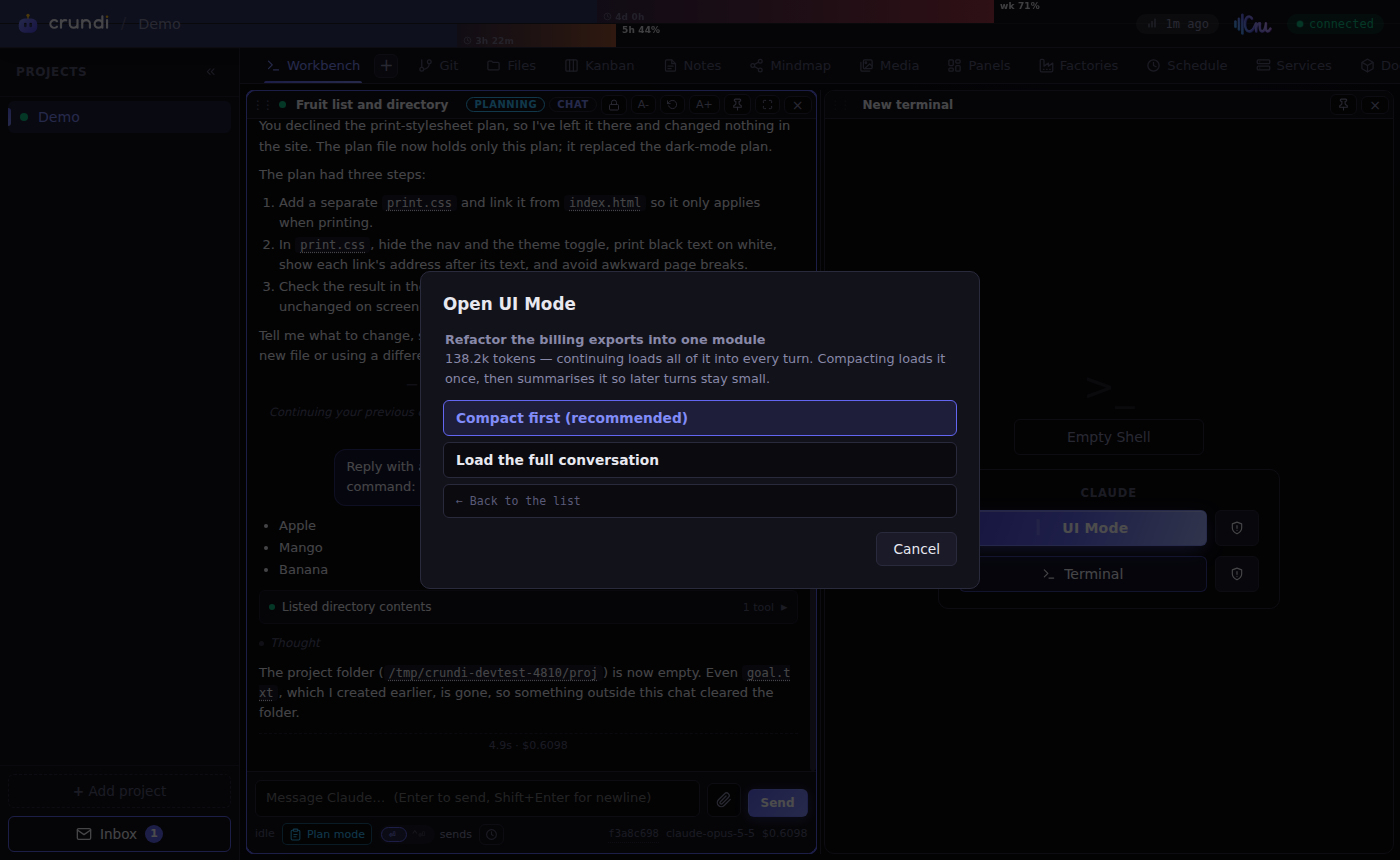 crundi / Demo
4d 9h
wk 71%
3h 22m
5h 44%
1m ago
Cru
connected
PROJECTS
«
Demo
Workbench
+
Git
Files
Kanban
Notes
Mindmap
Media
Panels
Factories
Schedule
Services
Do
Fruit list and directory
PLANNING
CHAT
A-
A+
You declined the print-stylesheet plan, so I've left it there and changed nothing in
the site. The plan file now holds only this plan; it replaced the dark-mode plan.
The plan had three steps:
1. Add a separate print.css and link it from index.html so it only applies
when printing.
2. In print.css, hide the nav and the theme toggle, print black text on white,
show each link's address after its text, and avoid awkward page breaks.
3. Check the result in th
unchanged on screen
Tell me what to change, s
new file or using a differe
Continuing your previous
Reply with a
command:
• Apple
• Mango
• Banana
Listed directory contents
1 tool ▸
Thought
The project folder ( /tmp/crundi-devtest-4810/proj ) is now empty. Even goal.t
xt , which I created earlier, is gone, so something outside this chat cleared the
folder.
4.9s · $0.6098
Message Claude… (Enter to send, Shift+Enter for newline)
Send
idle
Plan mode
sends
f3a8c698 claude-opus-5-5 $0.6098
New terminal
>_
Empty Shell
CLAUDE
UI Mode
Terminal
Open UI Mode
Refactor the billing exports into one module
138.2k tokens — continuing loads all of it into every turn. Compacting loads it
once, then summarises it so later turns stay small.
Compact first (recommended)
Load the full conversation
← Back to the list
Cancel
+ Add project
Inbox 1